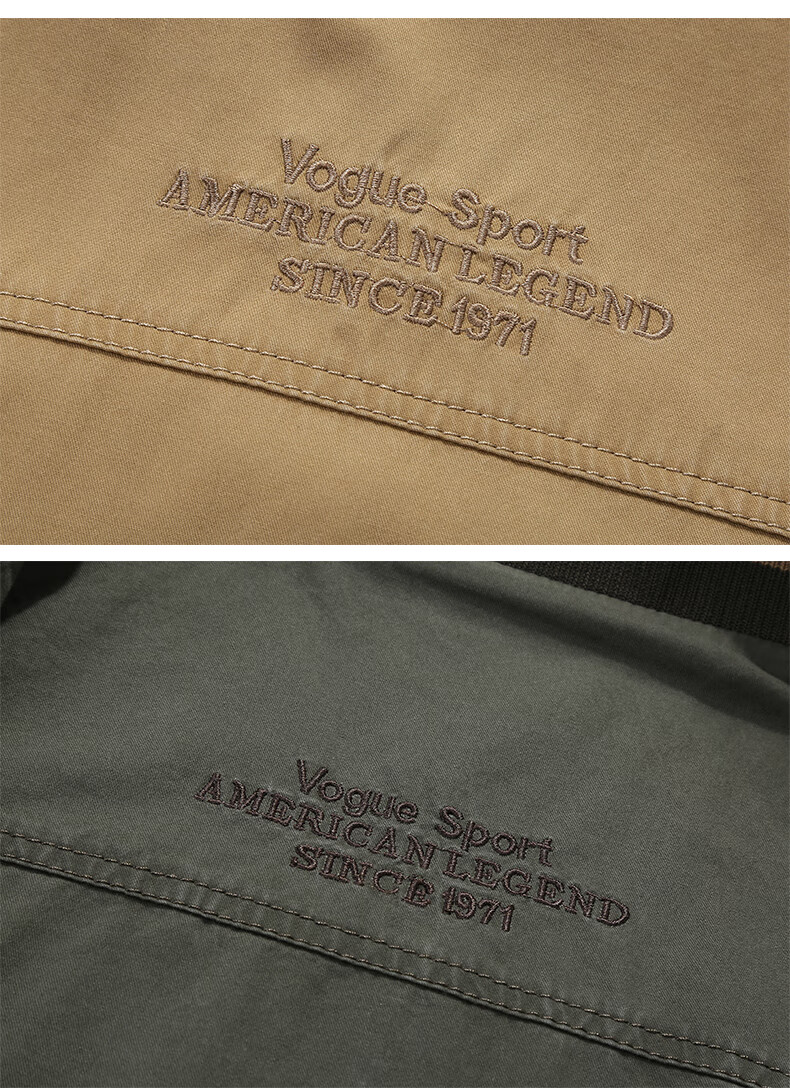 Vogue Sport
AMERICAN LEGEND
SINCE 1971
Vogue Sport
AMERICAN LEGEND
SINCE 1971